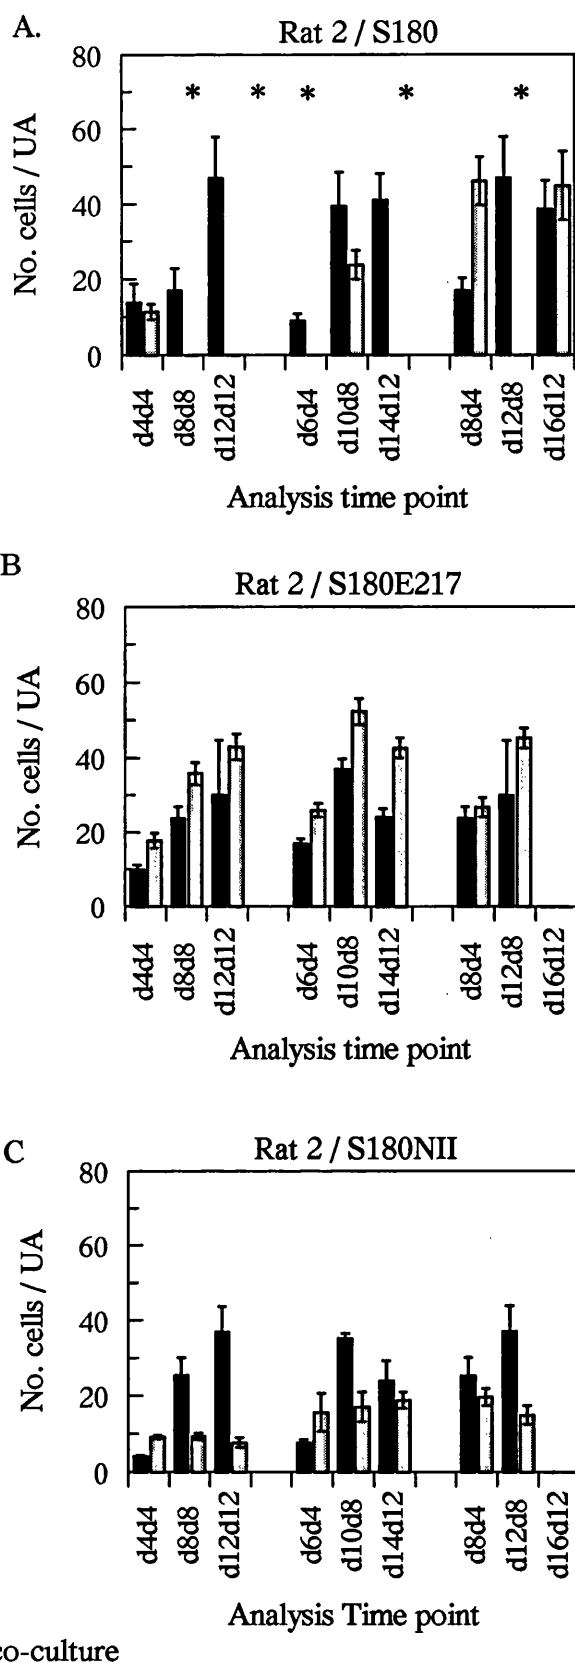 A.
Rat 2 / S180
80
60
40
20
0
No. cells / UA
* * * * *
d4d4 d8d8 d12d12 d6d4 d10d8 d14d12 d8d4 d12d8 d16d12
Analysis time point
B
Rat 2 / S180E217
80
60
40
20
0
No. cells / UA
d4d4 d8d8 d12d12 d6d4 d10d8 d14d12 d8d4 d12d8 d16d12
Analysis time point
C
Rat 2 / S180NII
80
60
40
20
0
No. cells / UA
d4d4 d8d8 d12d12 d6d4 d10d8 d14d12 d8d4 d12d8 d16d12
Analysis Time point
co-culture